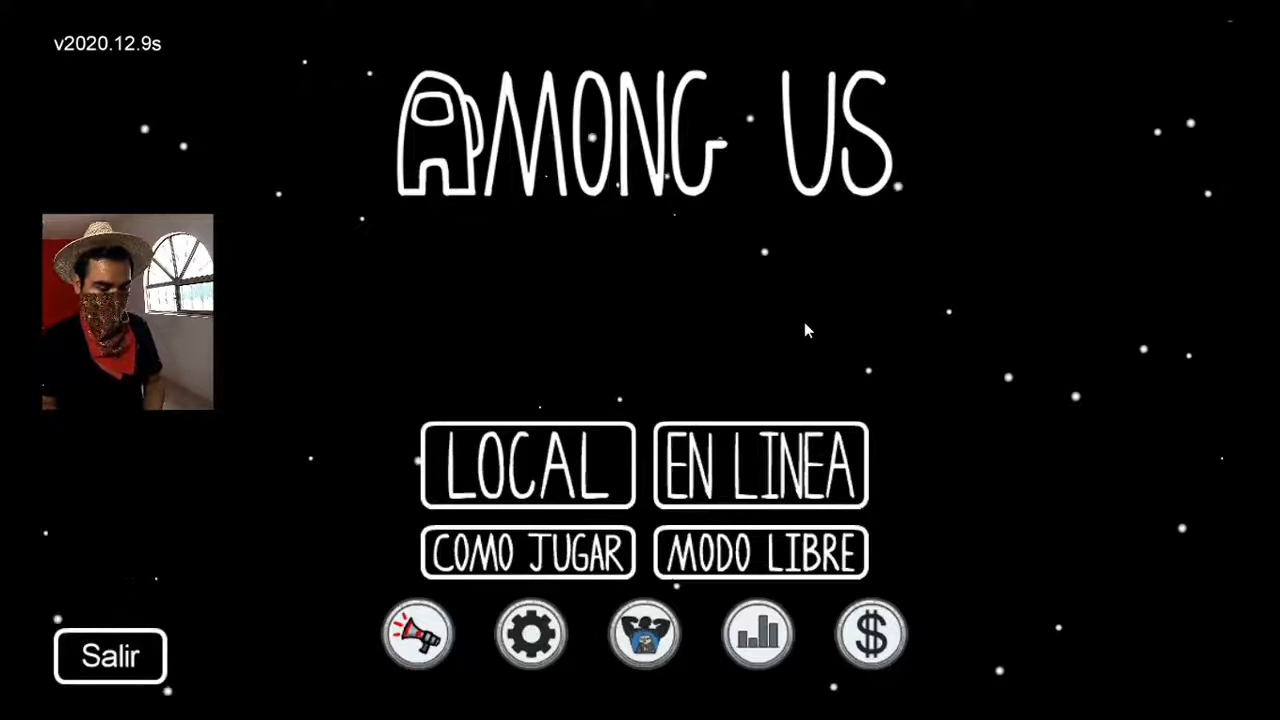 v2020.12.9s
AMONG US
LOCAL
EN LINEA
COMO JUGAR
MODO LIBRE
$
Salir